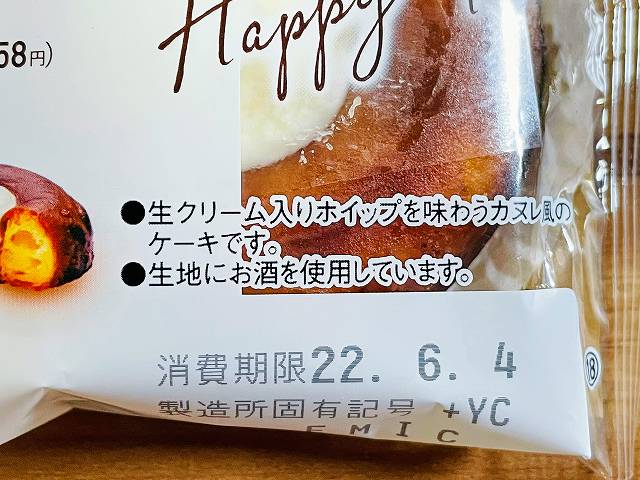 Happy
58円)
●生クリーム入りホイップを味わうカヌレ風の
ケーキです。
●生地にお酒を使用しています。
消費期限22. 6. 4
製造所固有記号 +YC
EMIC
⑱